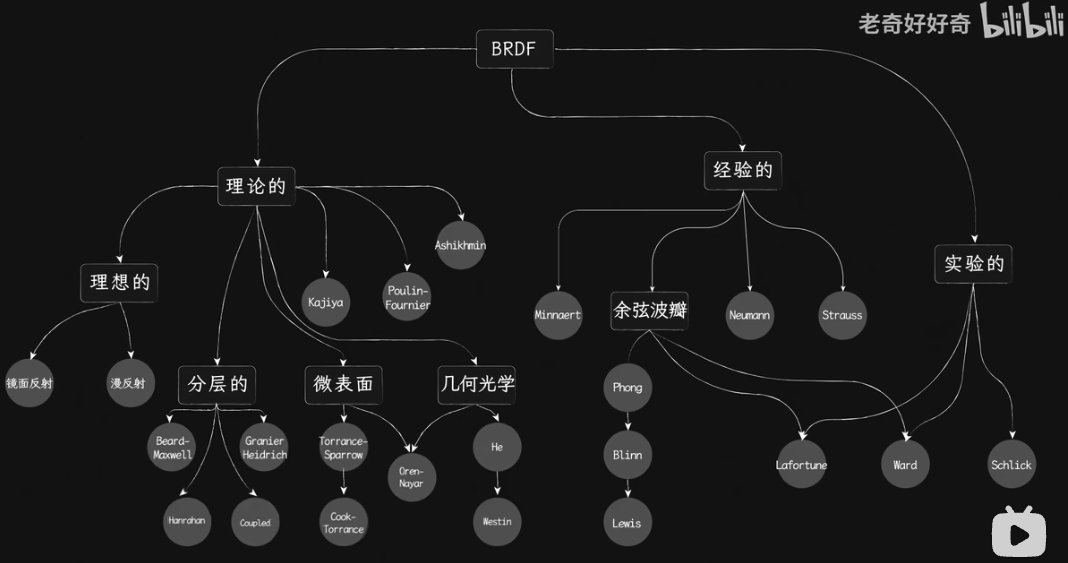 老奇好好奇 bilibili
BRDF
经验的
理论的
Ashikhmin
实验的
理想的
Kajiya
Poulin-
Fournier
Minnaert
余弦波瓣
Neumann
Strauss
镜面反射
漫反射
分层的
微表面
几何光学
Phong
Beard-
Maxwell
Granier
Heidrich
Torrance-
Sparrow
Oren-
Nayar
He
Blinn
Lafortune
Ward
Schlick
Hanrahan
Coupled
Cook-
Torrance
Westin
Lewis